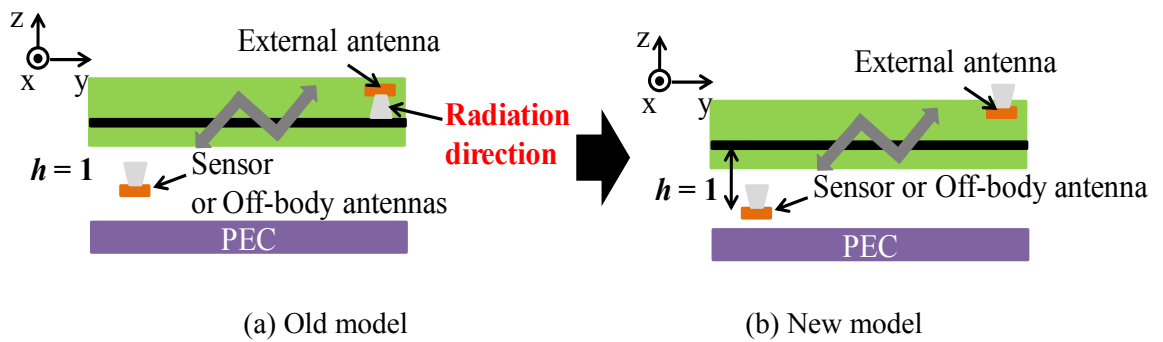 z
x
y
External antenna
Radiation
direction
h = 1
Sensor
or Off-body antennas
PEC
(a) Old model
z
x
y
External antenna
h = 1
Sensor or Off-body antenna
PEC
(b) New model